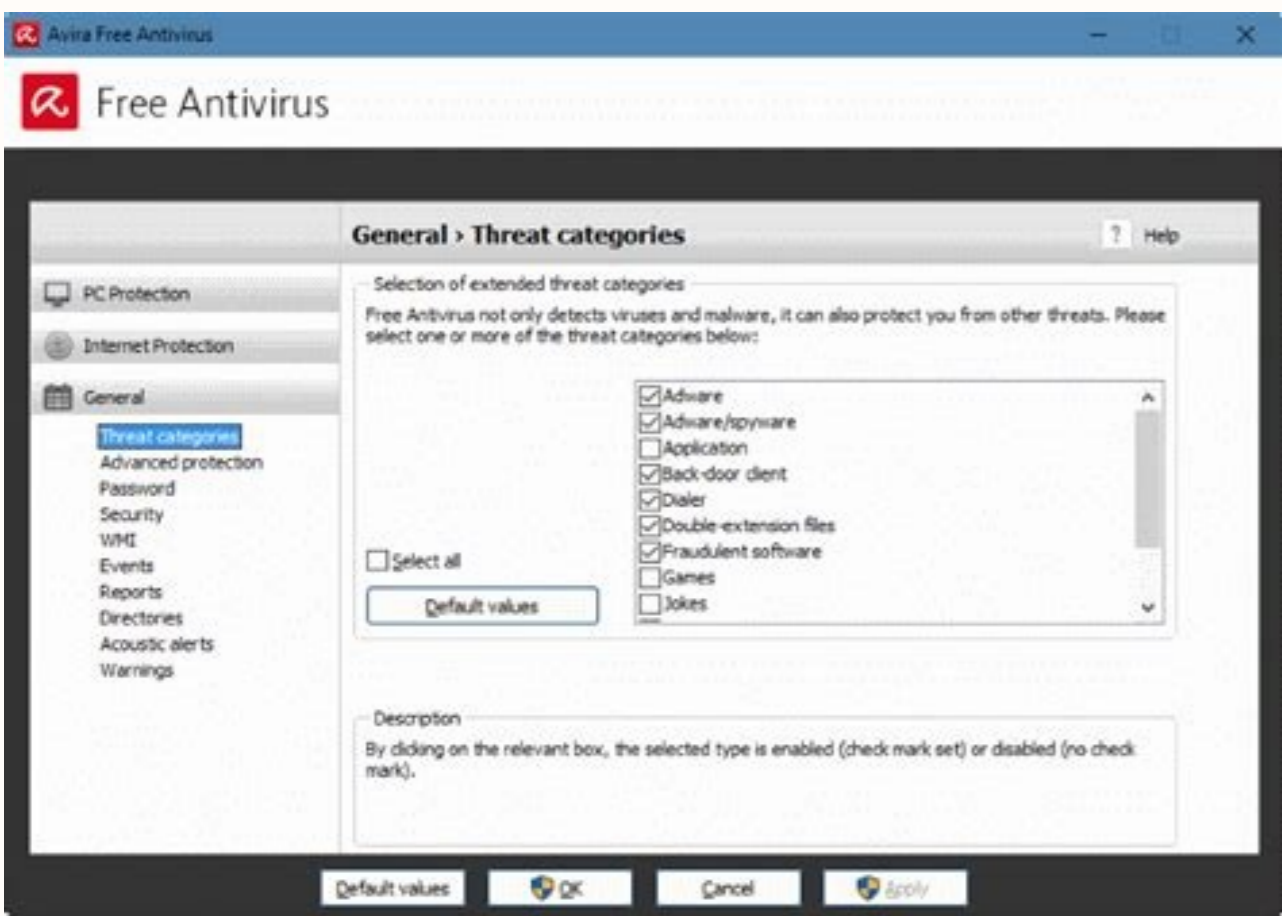 Avira Free Antivirus
Free Antivirus
General › Threat categories
? Help
PC Protection
Internet Protection
General
Threat categories
Advanced protection
Password
Security
WMI
Events
Reports
Directories
Acoustic alerts
Warnings
Selection of extended threat categories
Free Antivirus not only detects viruses and malware, it can also protect you from other threats. Please
select one or more of the threat categories below:
Adware
Adware/spyware
Application
Back-door client
Dialer
Double-extension files
Fraudulent software
Games
Jokes
Select all
Default values
Description
By clicking on the relevant box, the selected type is enabled (check mark set) or disabled (no check
mark).
Default values
OK
Cancel
Apply